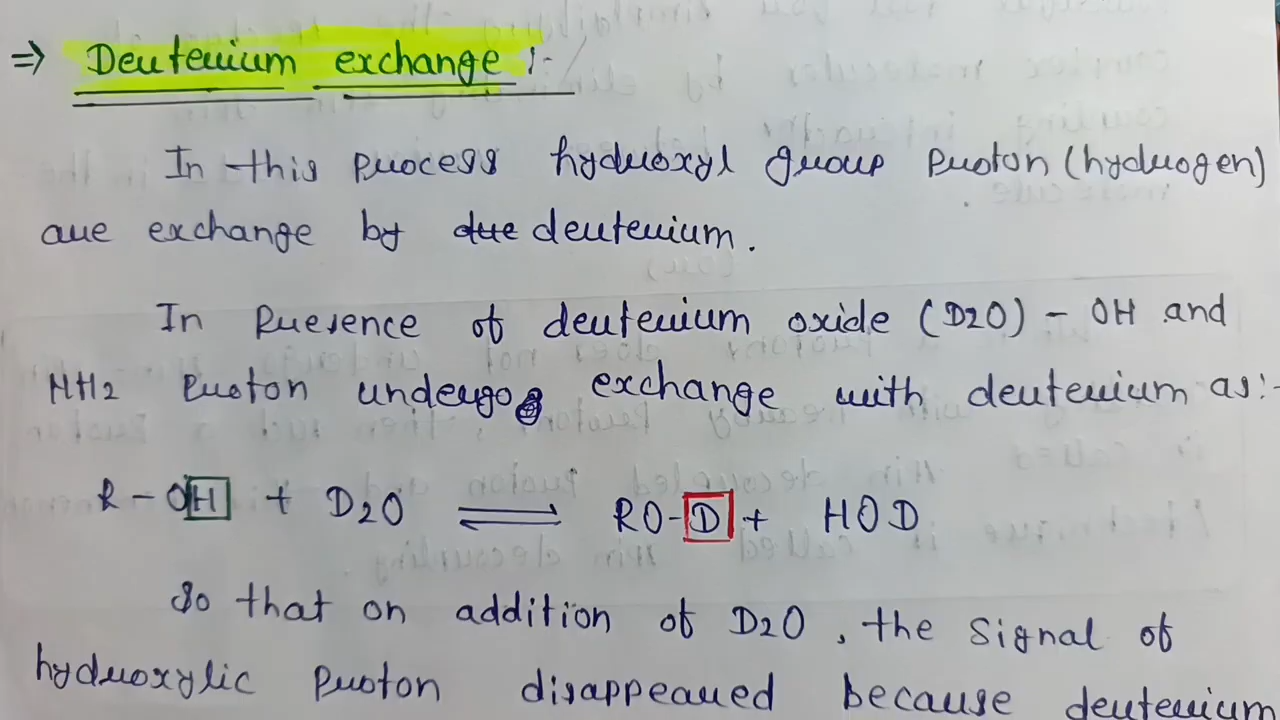 ⇒ Deuterium exchange :-
In this process hydroxyl group proton (hydrogen)
are exchange by due deuterium.
In Presence of deuterium oxide (D2O) - OH and
NH2 Proton undergo exchange with deuterium as:-
R - OH + D2O ⇌ RO-D + HOD
So that on addition of D2O, the signal of
hydroxylic Proton disappeared because deuterium